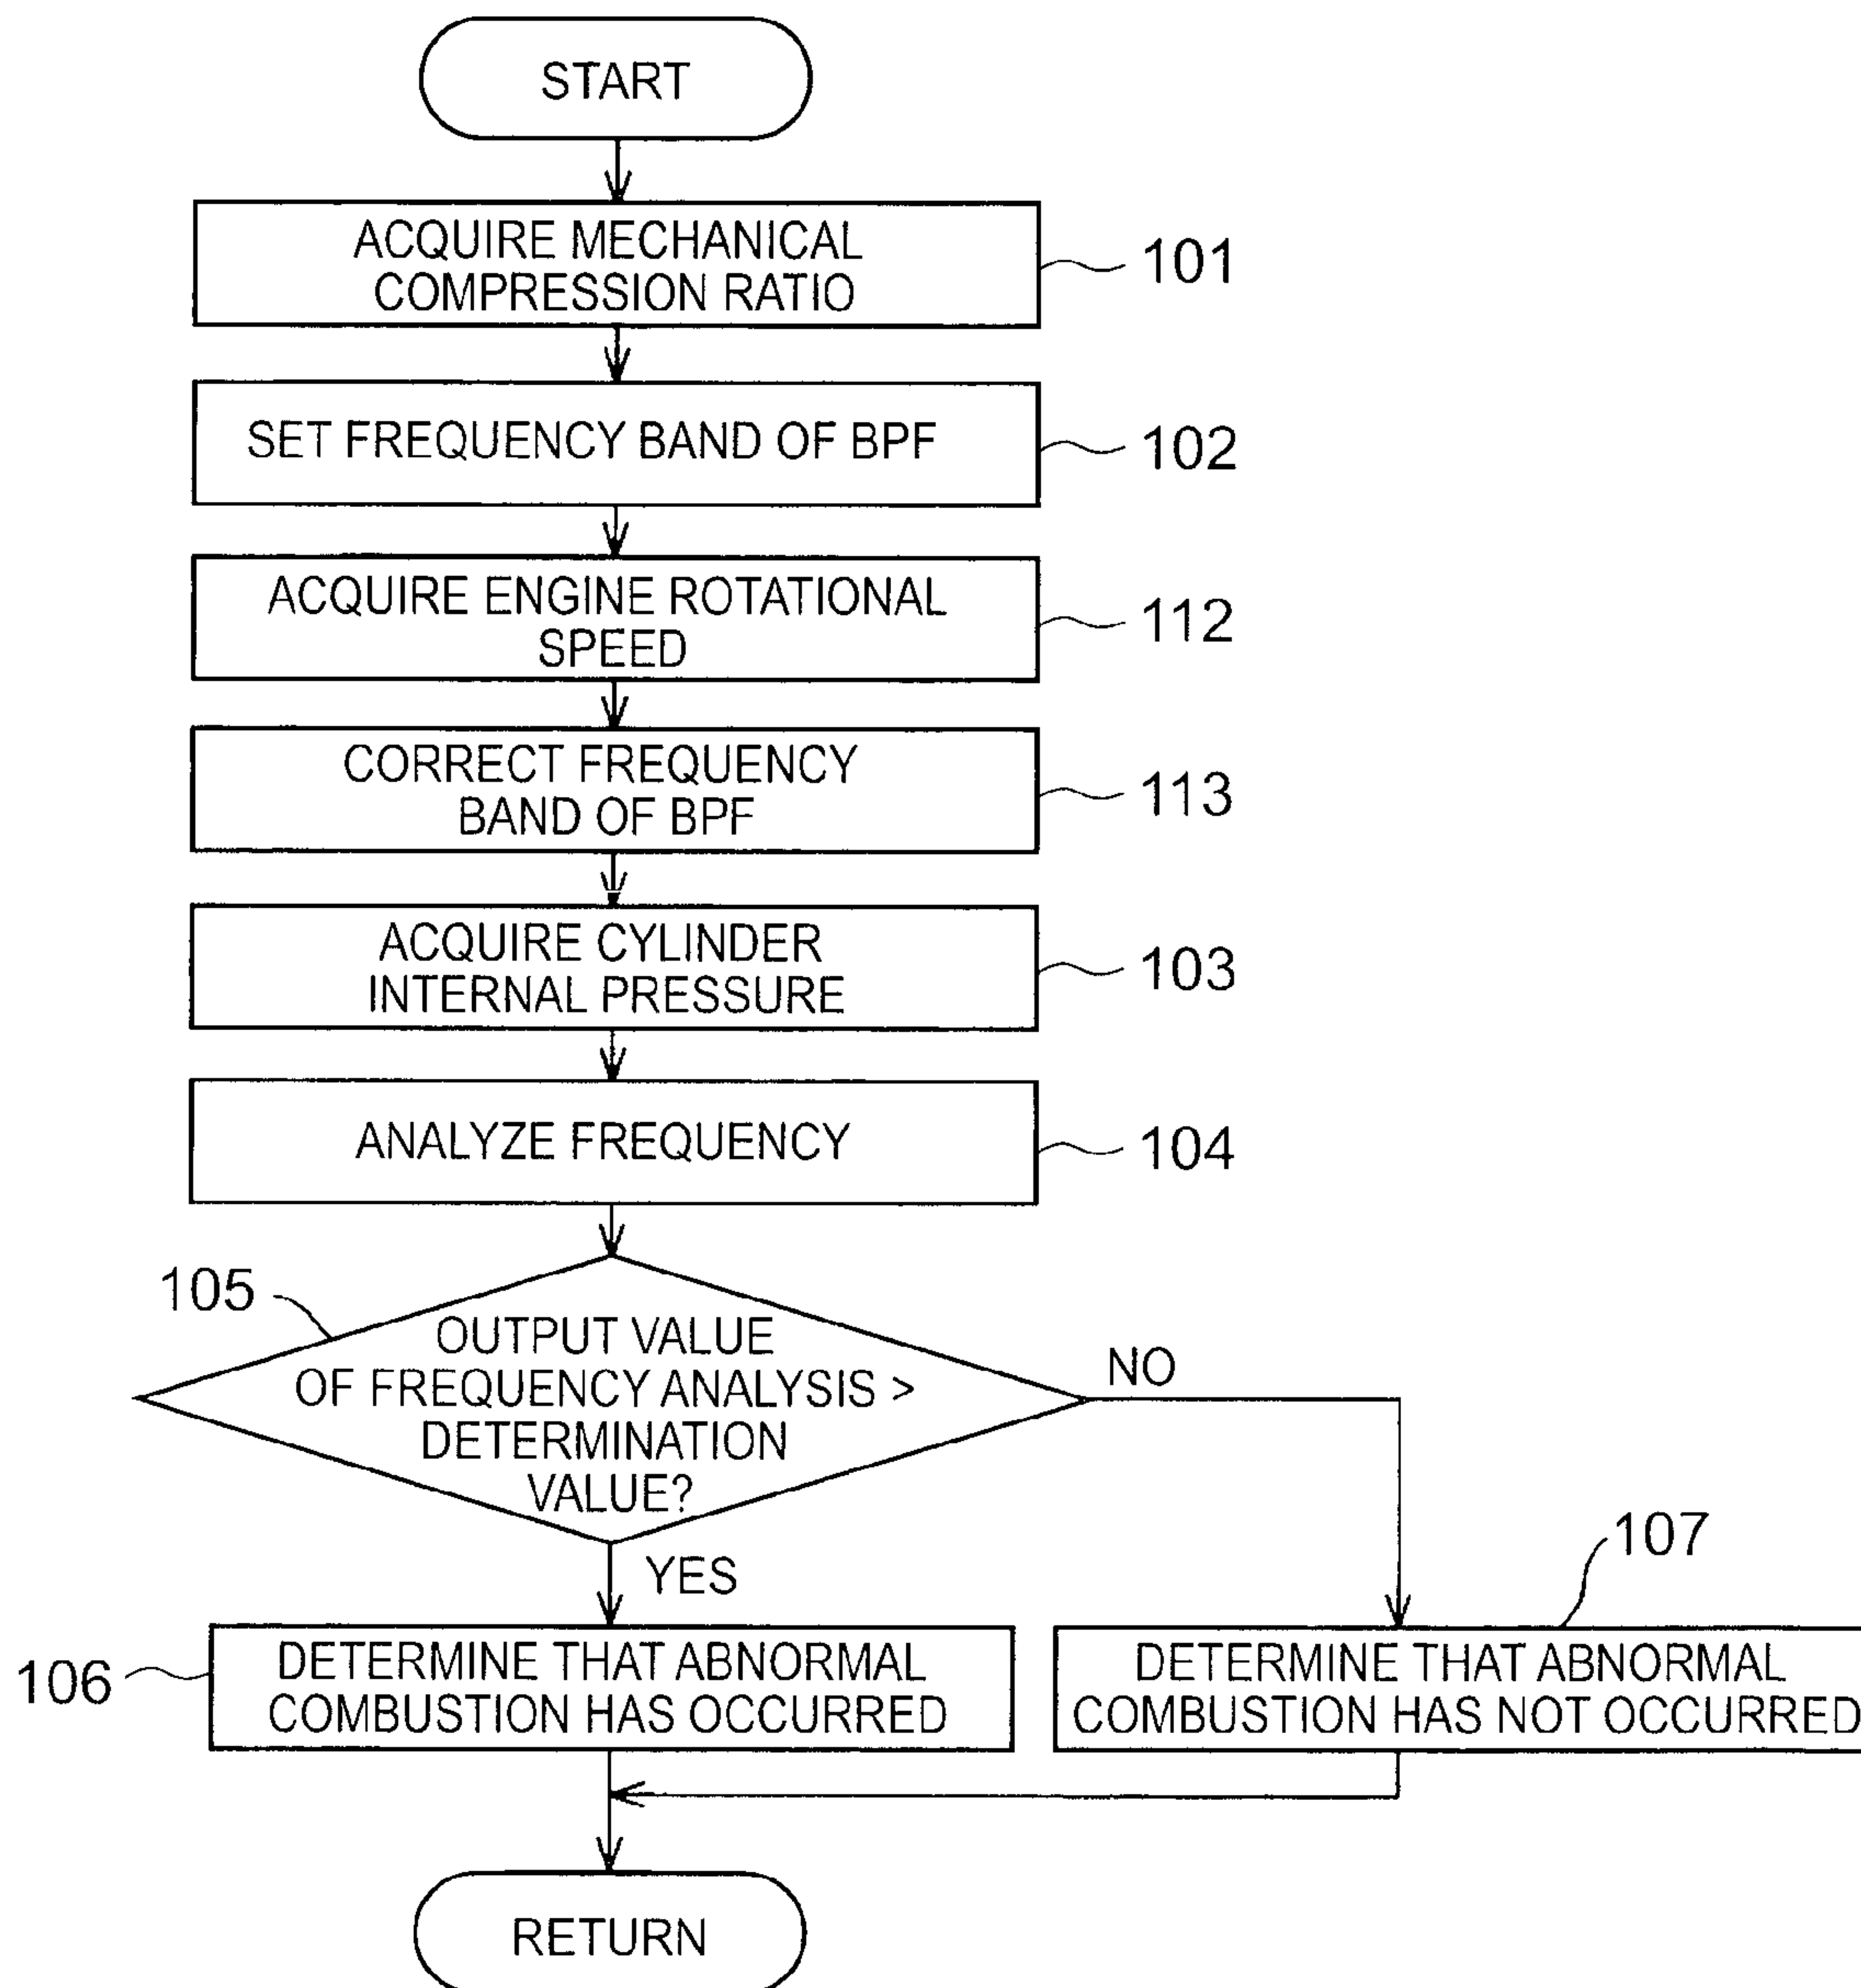 START
ACQUIRE MECHANICAL
COMPRESSION RATIO
101
SET FREQUENCY BAND OF BPF
102
ACQUIRE ENGINE ROTATIONAL
SPEED
112
CORRECT FREQUENCY
BAND OF BPF
113
ACQUIRE CYLINDER
INTERNAL PRESSURE
103
ANALYZE FREQUENCY
104
105
OUTPUT VALUE
OF FREQUENCY ANALYSIS >
DETERMINATION
VALUE?
NO
YES
106
DETERMINE THAT ABNORMAL
COMBUSTION HAS OCCURRED
107
DETERMINE THAT ABNORMAL
COMBUSTION HAS NOT OCCURRED
RETURN